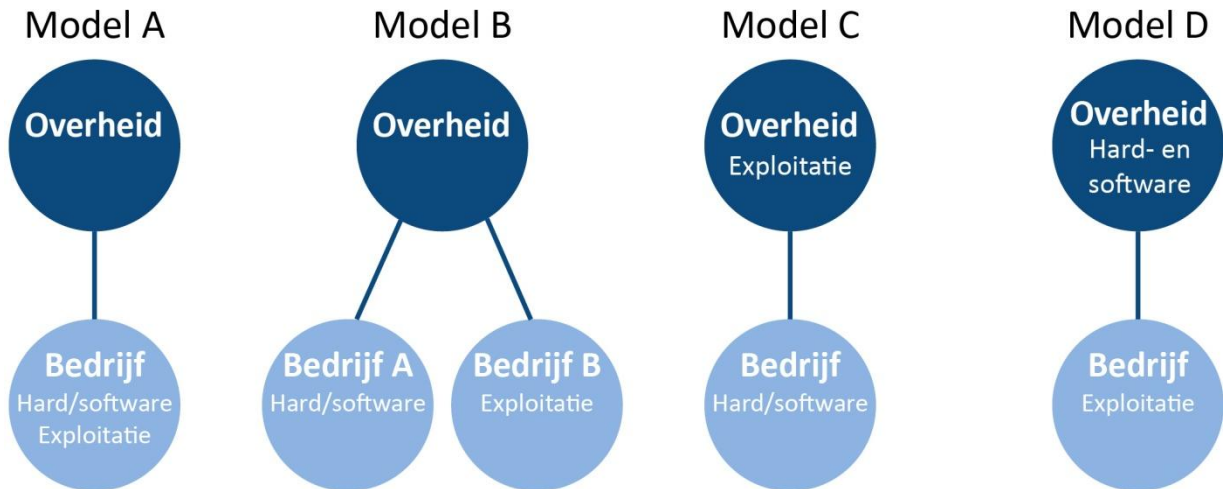 Model A
Model B
Model C
Model D
Overheid
Overheid
Overheid
Exploitatie
Overheid
Hard- en
software
Bedrijf
Hard/software
Exploitatie
Bedrijf A
Hard/software
Bedrijf B
Exploitatie
Bedrijf
Hard/software
Bedrijf
Exploitatie